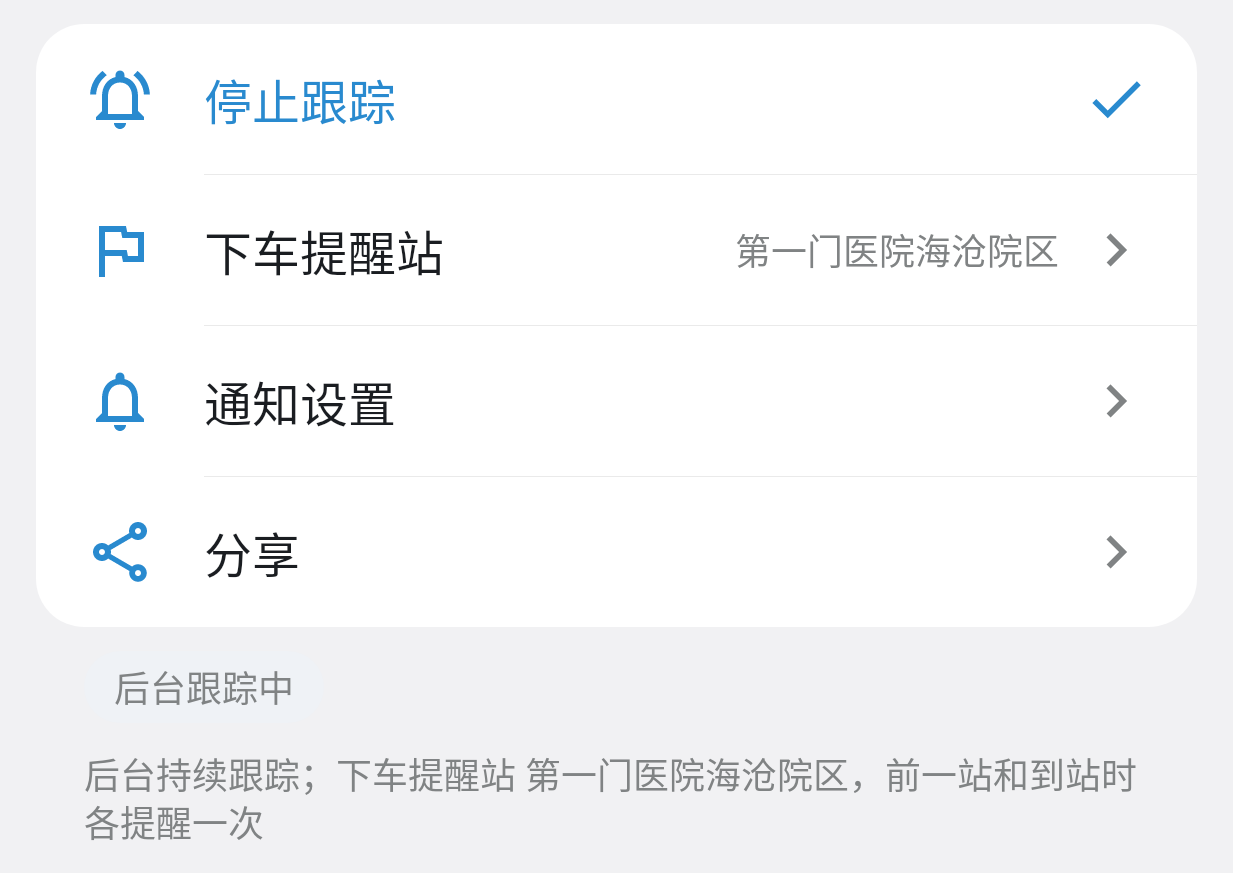 停止跟踪
下车提醒站
第一门医院海沧院区
通知设置
分享
后台跟踪中
后台持续跟踪；下车提醒站 第一门医院海沧院区，前一站和到站时
各提醒一次